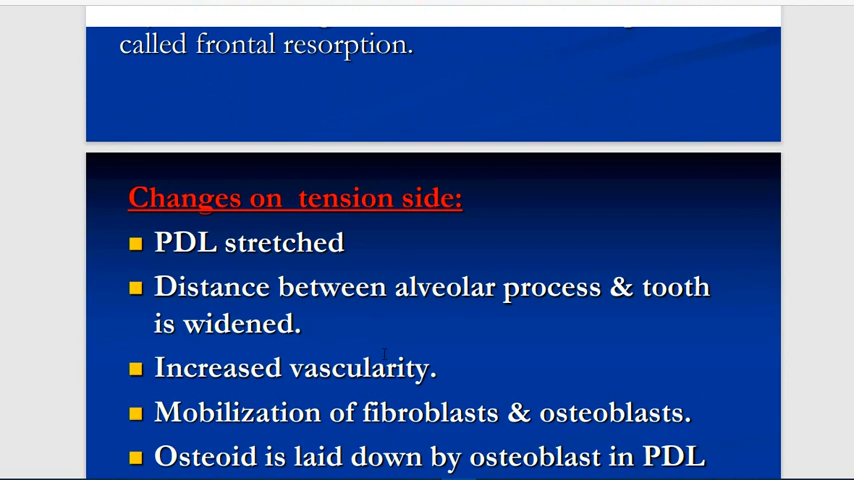 called frontal resorption.
Changes on tension side:
PDL stretched
Distance between alveolar process & tooth
is widened.
Increased vascularity.
Mobilization of fibroblasts & osteoblasts.
Osteoid is laid down by osteoblast in PDL